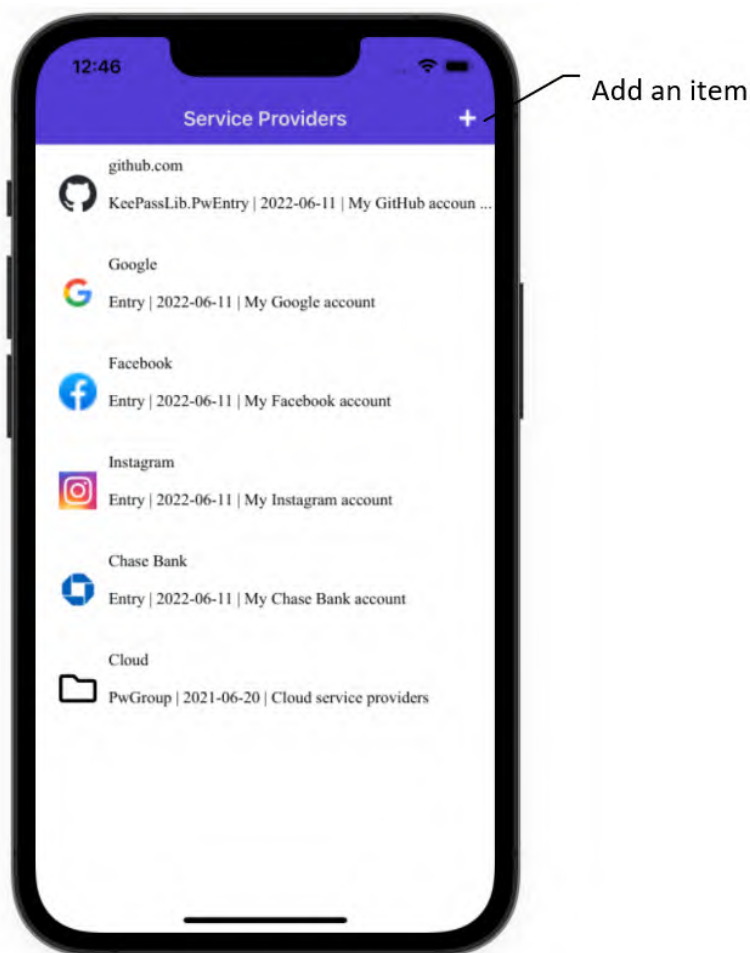 12:46
Service Providers +
Add an item
github.com
KeePassLib.PwEntry | 2022-06-11 | My GitHub accoun ...
Google
Entry | 2022-06-11 | My Google account
Facebook
Entry | 2022-06-11 | My Facebook account
Instagram
Entry | 2022-06-11 | My Instagram account
Chase Bank
Entry | 2022-06-11 | My Chase Bank account
Cloud
PwGroup | 2021-06-20 | Cloud service providers